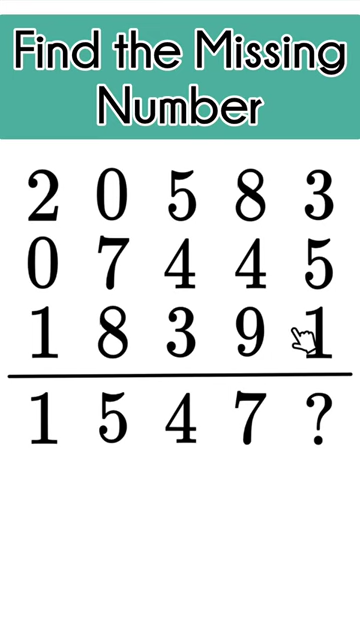 Find the Missing
Number
2 0 5 8 3
0 7 4 4 5
1 8 3 9 1
1 5 4 7 ?